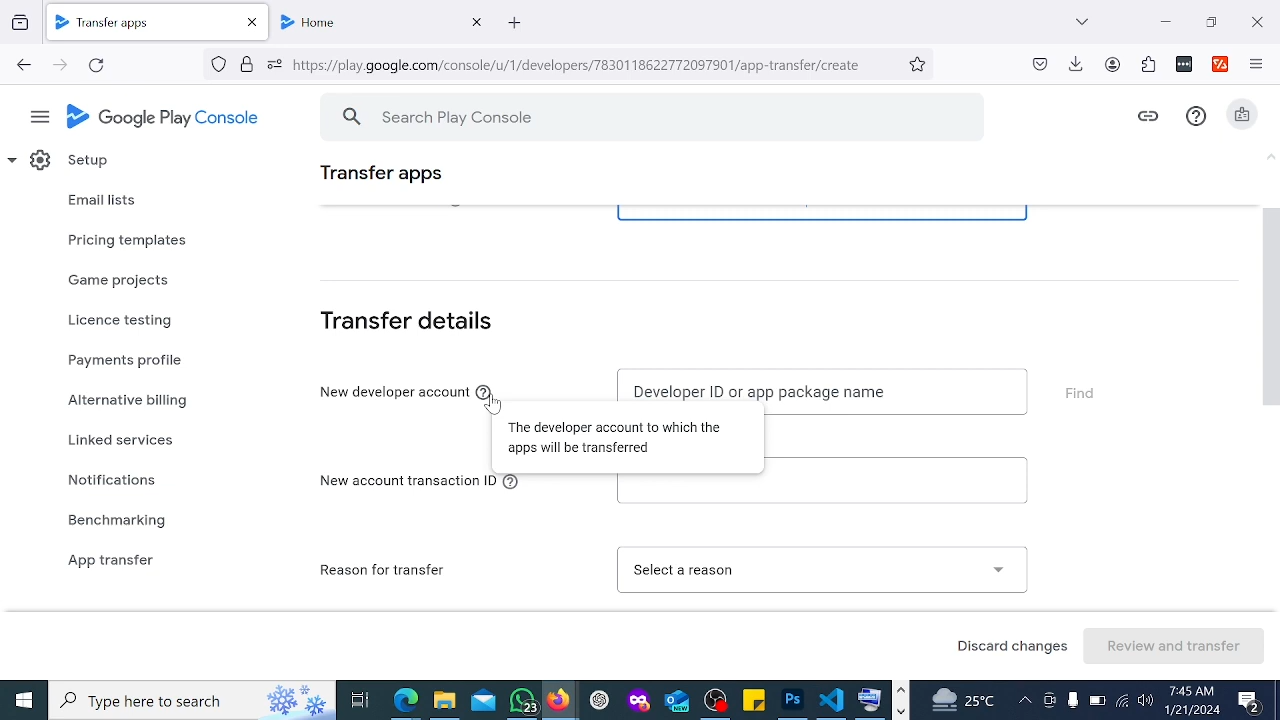 Transfer apps
Home
https://play.google.com/console/u/1/developers/7830118622772097901/app-transfer/create
Google Play Console
Search Play Console
Setup
Email lists
Pricing templates
Game projects
Licence testing
Payments profile
Alternative billing
Linked services
Notifications
Benchmarking
App transfer
Transfer apps
Transfer details
New developer account
Developer ID or app package name
Find
The developer account to which the
apps will be transferred
New account transaction ID
Reason for transfer
Select a reason
Discard changes
Review and transfer
Type here to search
23
NEW
Ps
25°C
7:45 AM
1/21/2024
2